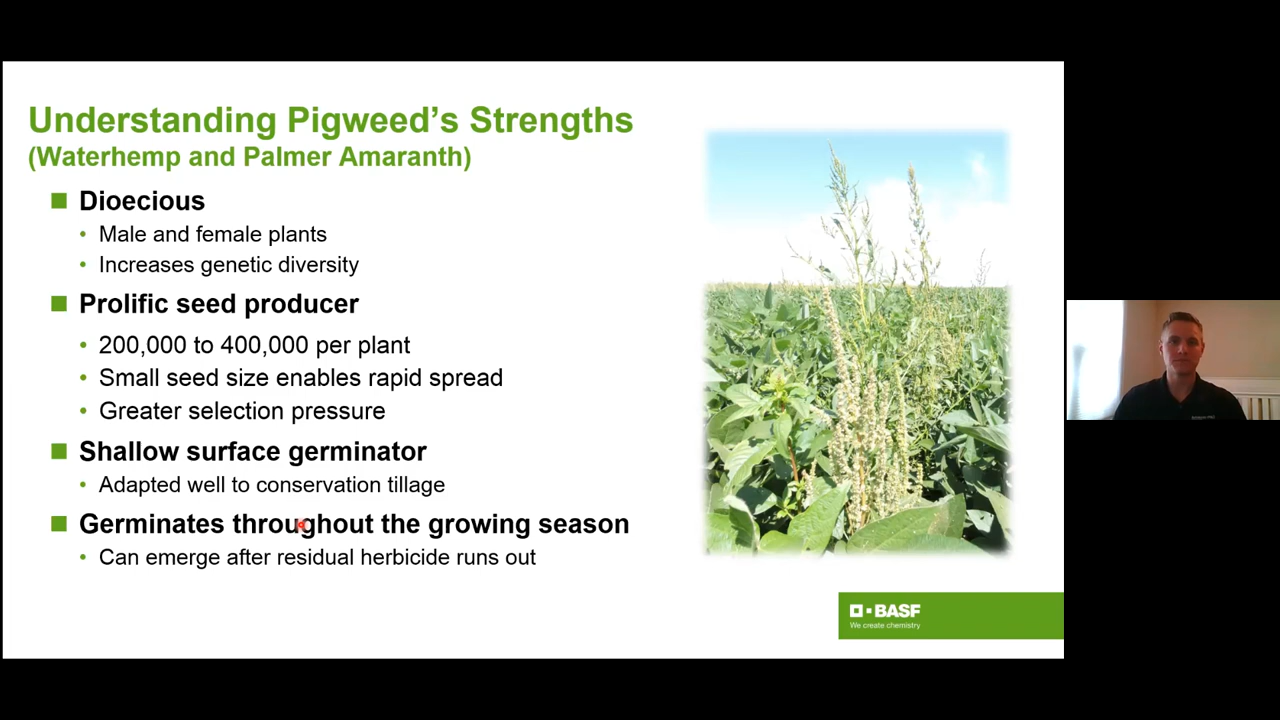 Understanding Pigweed's Strengths
(Waterhemp and Palmer Amaranth)
Dioecious
• Male and female plants
• Increases genetic diversity
Prolific seed producer
• 200,000 to 400,000 per plant
• Small seed size enables rapid spread
• Greater selection pressure
Shallow surface germinator
• Adapted well to conservation tillage
Germinates throughout the growing season
• Can emerge after residual herbicide runs out
BASF
We create chemistry